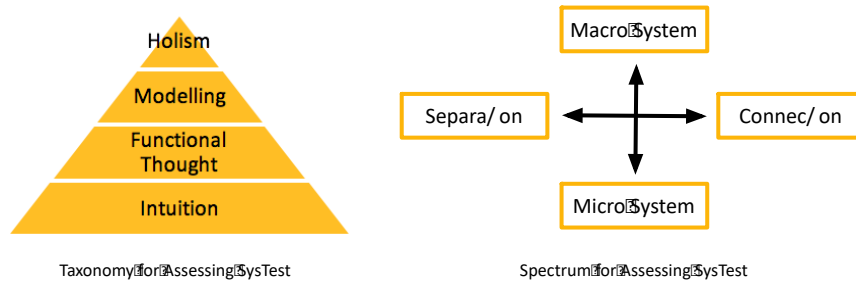 Holism
Modelling
Functional
Thought
Intuition
Taxonomy for Assessing SysTest
Macro System
Separa/ on
Connec/ on
Micro System
Spectrum for Assessing SysTest